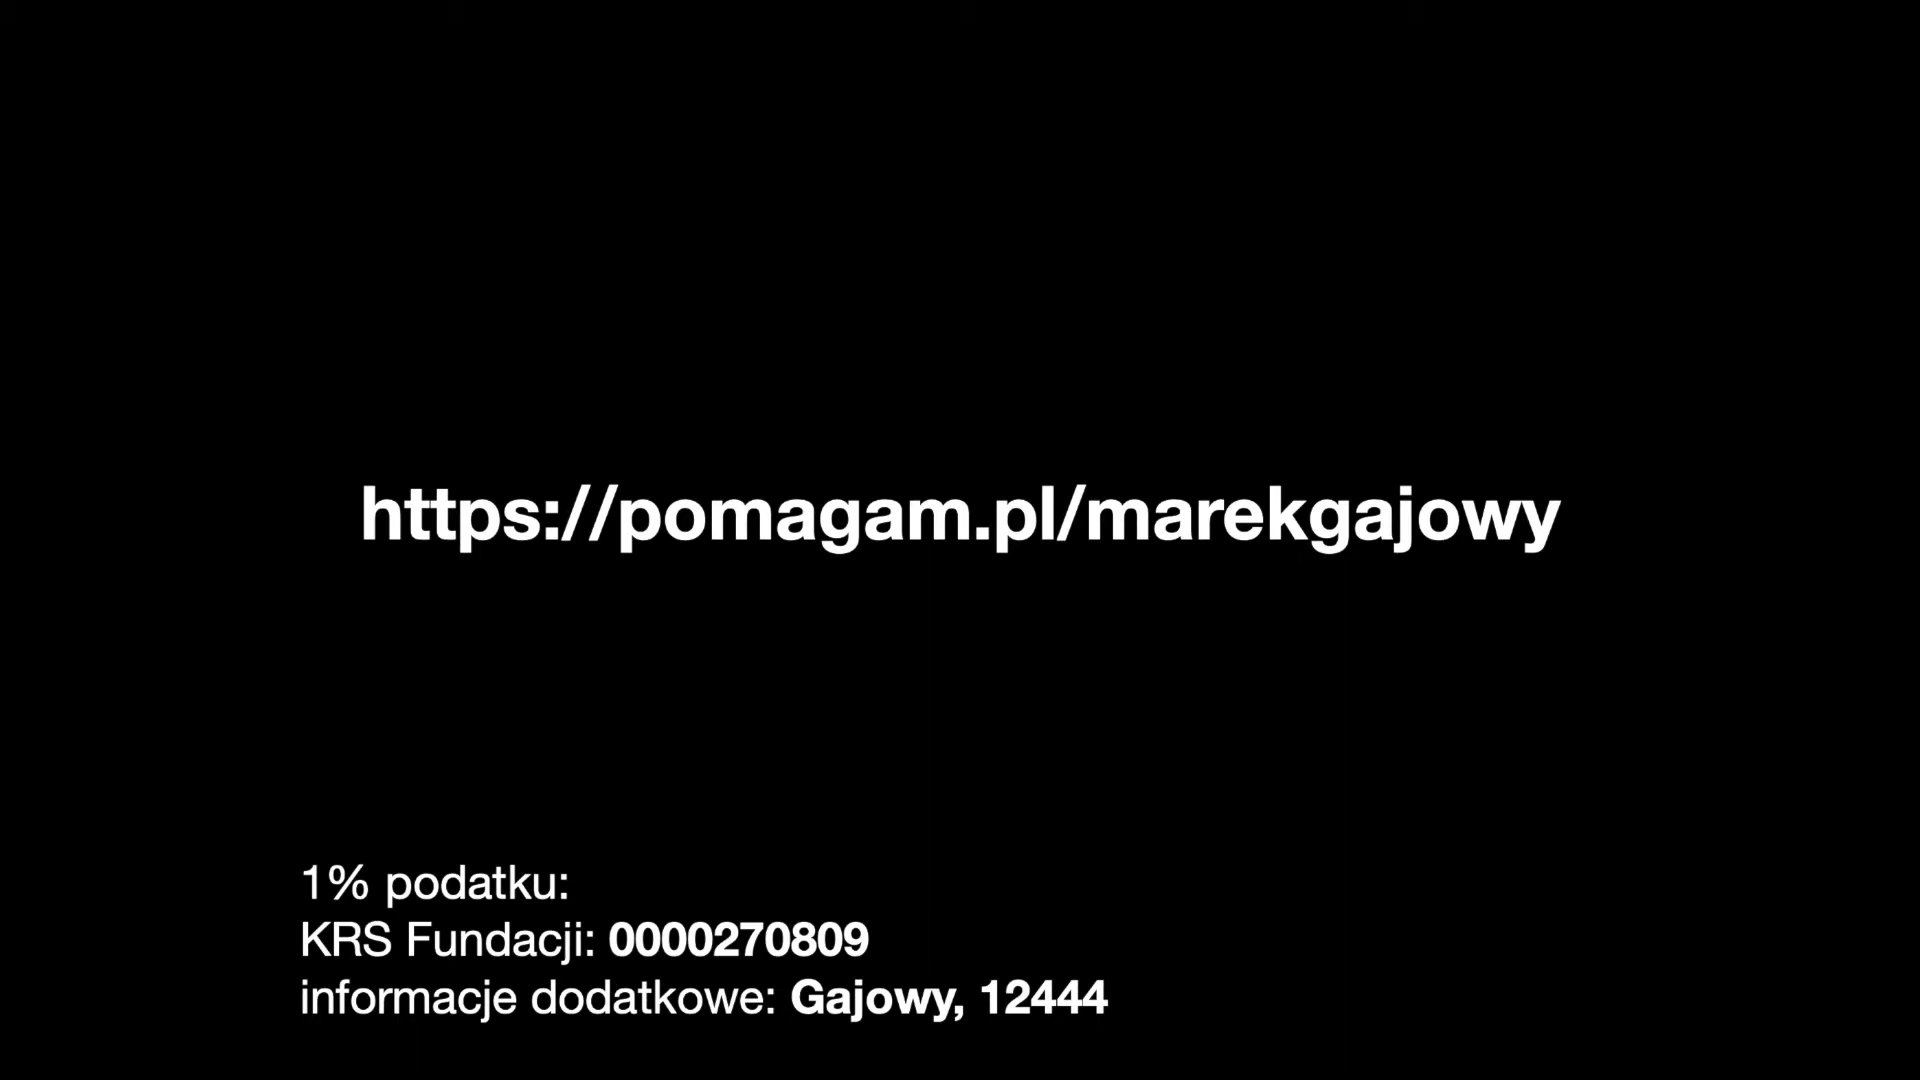 https://pomagam.pl/marekgajowy
1% podatku:
KRS Fundacji: 0000270809
informacje dodatkowe: Gajowy, 12444